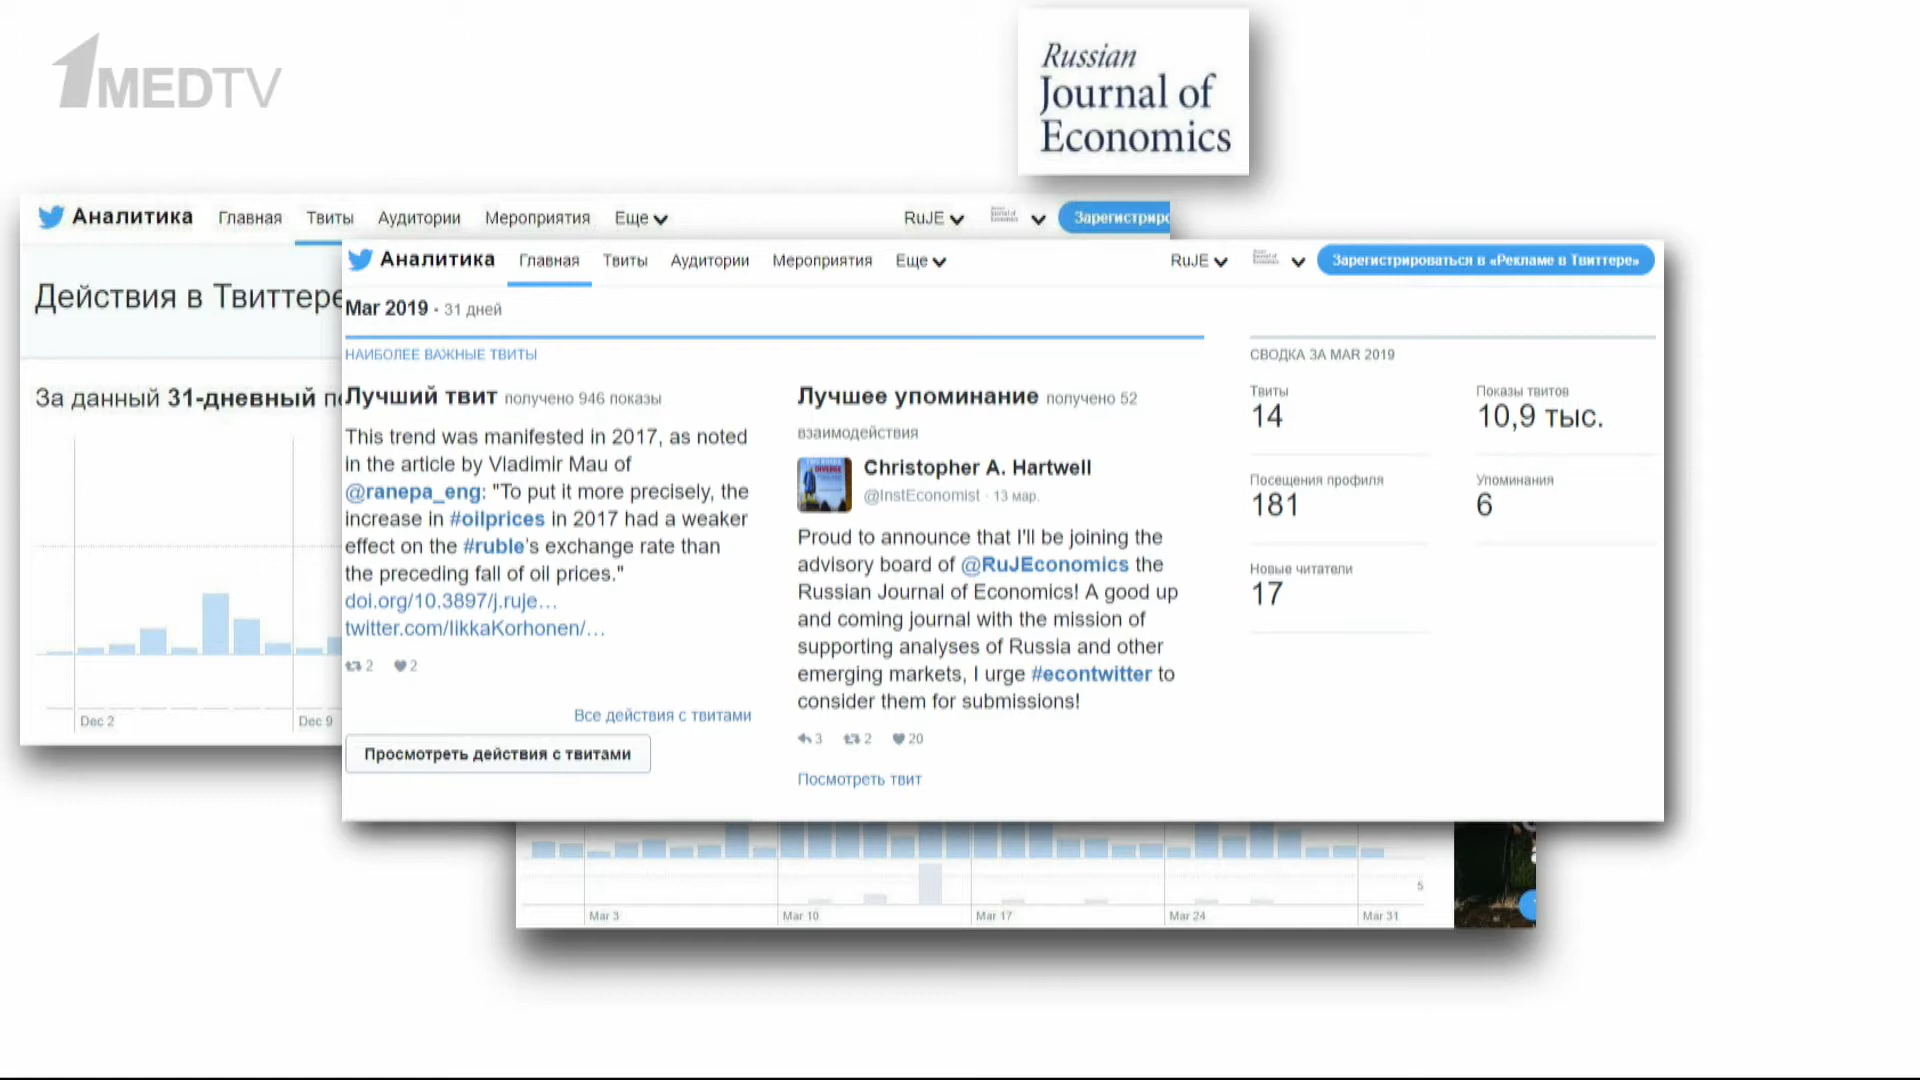 1MEDTV
Russian
Journal of
Economics
Аналитика Главная Твиты Аудитории Мероприятия Еще RuJE
Действия в Твиттере
За данный 31-дневный
Dec 2 Dec 9
Аналитика Главная Твиты Аудитории Мероприятия Еще RuJE Зарегистрироваться в «Рекламе в Твиттере»
Mar 2019 · 31 дней
НАИБОЛЕЕ ВАЖНЫЕ ТВИТЫ
Лучший твит получено 946 показы
This trend was manifested in 2017, as noted
in the article by Vladimir Mau of
@ranepa_eng: "To put it more precisely, the
increase in #oilprices in 2017 had a weaker
effect on the #ruble's exchange rate than
the preceding fall of oil prices."
doi.org/10.3897/j.ruje…
twitter.com/IikkaKorhonen/…
2 2
Все действия с твитами
Просмотреть действия с твитами
Лучшее упоминание получено 52
взаимодействия
Christopher A. Hartwell
@InstEconomist · 13 мар.
Proud to announce that I'll be joining the
advisory board of @RuJEconomics the
Russian Journal of Economics! A good up
and coming journal with the mission of
supporting analyses of Russia and other
emerging markets, I urge #econtwitter to
consider them for submissions!
3 2 20
Посмотреть твит
СВОДКА ЗА MAR 2019
Твиты
14
Показы твитов
10,9 тыс.
Посещения профиля
181
Упоминания
6
Новые читатели
17
5
Mar 3 Mar 10 Mar 17 Mar 24 Mar 31